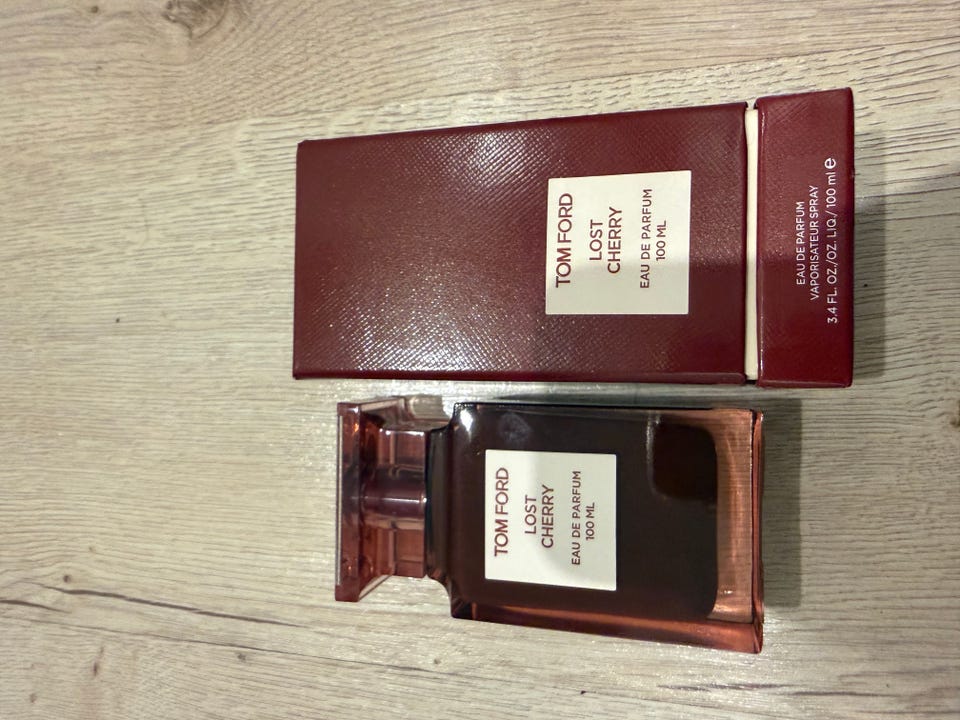 TOM FORD
LOST
CHERRY
EAU DE PARFUM
100 ML
EAU DE PARFUM
VAPORISATEUR SPRAY
3.4 FL. OZ./OZ. LIQ./ 100 ml ℮
TOM FORD
LOST
CHERRY
EAU DE PARFUM
100 ML